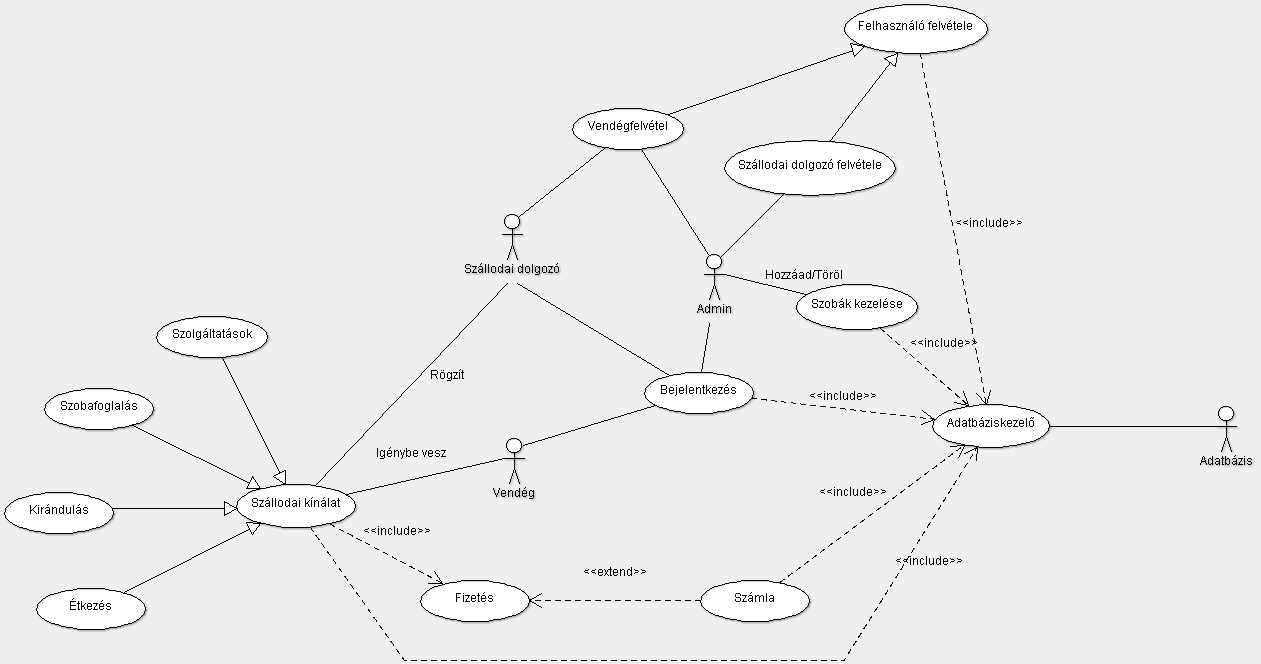 Felhasználó felvétele
Vendégfelvétel
Szállodai dolgozó felvétele
<<include>>
Szállodai dolgozó
Hozzáad/Töröl
Admin
Szobák kezelése
Szolgáltatások
<<include>>
Rögzít
Bejelentkezés
<<include>>
Szobafoglalás
Adatbáziskezelő
Igénybe vesz
Adatbázis
Vendég
<<include>>
Szállodai kínálat
Kirándulás
<<include>>
<<include>>
<<extend>>
Étkezés
Fizetés
Számla